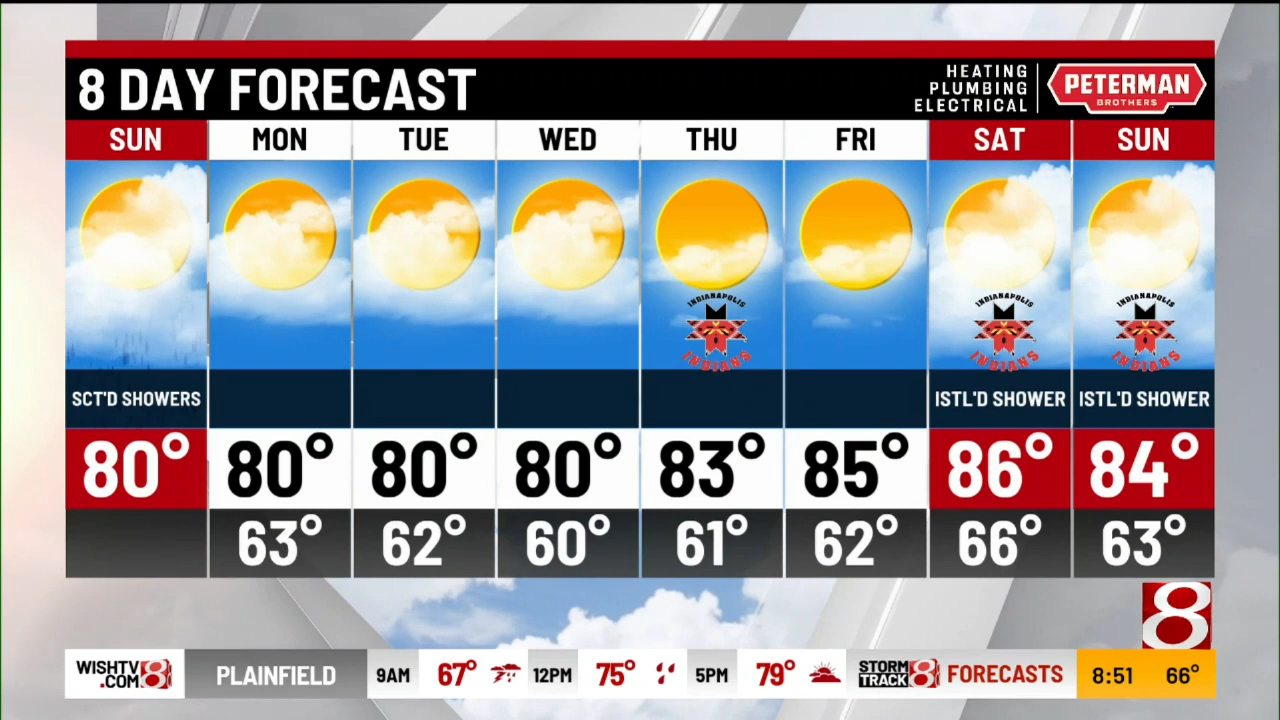 8 DAY FORECAST
HEATING
PLUMBING
ELECTRICAL
PETERMAN
BROTHERS
SUN MON TUE WED THU FRI SAT SUN
INDIANAPOLIS INDIANAPOLIS INDIANAPOLIS
INDIANS INDIANS INDIANS
SCT'D SHOWERS ISTL'D SHOWER ISTL'D SHOWER
80° 80° 80° 80° 83° 85° 86° 84°
63° 62° 60° 61° 62° 66° 63°
8
WISHTV
.COM 8
PLAINFIELD 9AM 67° 12PM 75° 5PM 79°
STORM
TRACK 8
FORECASTS 8:51 66°